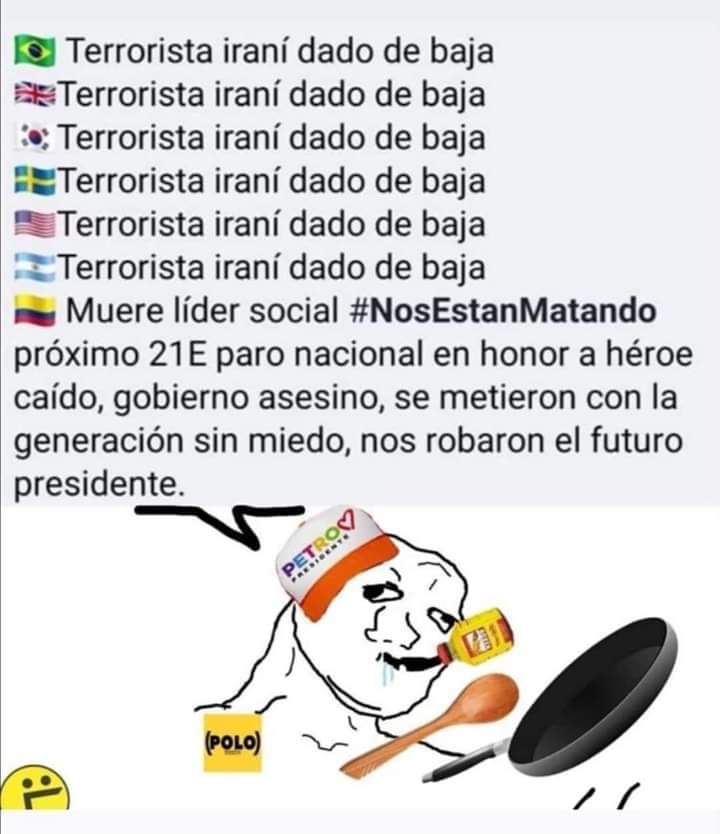 🇧🇷 Terrorista iraní dado de baja
🇬🇧Terrorista iraní dado de baja
🇰🇷 Terrorista iraní dado de baja
🇸🇪Terrorista iraní dado de baja
🇺🇸Terrorista iraní dado de baja
🇦🇷Terrorista iraní dado de baja
🇨🇴 Muere líder social #NosEstanMatando
próximo 21E paro nacional en honor a héroe
caído, gobierno asesino, se metieron con la
generación sin miedo, nos robaron el futuro
presidente.
PETRO
PRESIDENTE
(POLO)